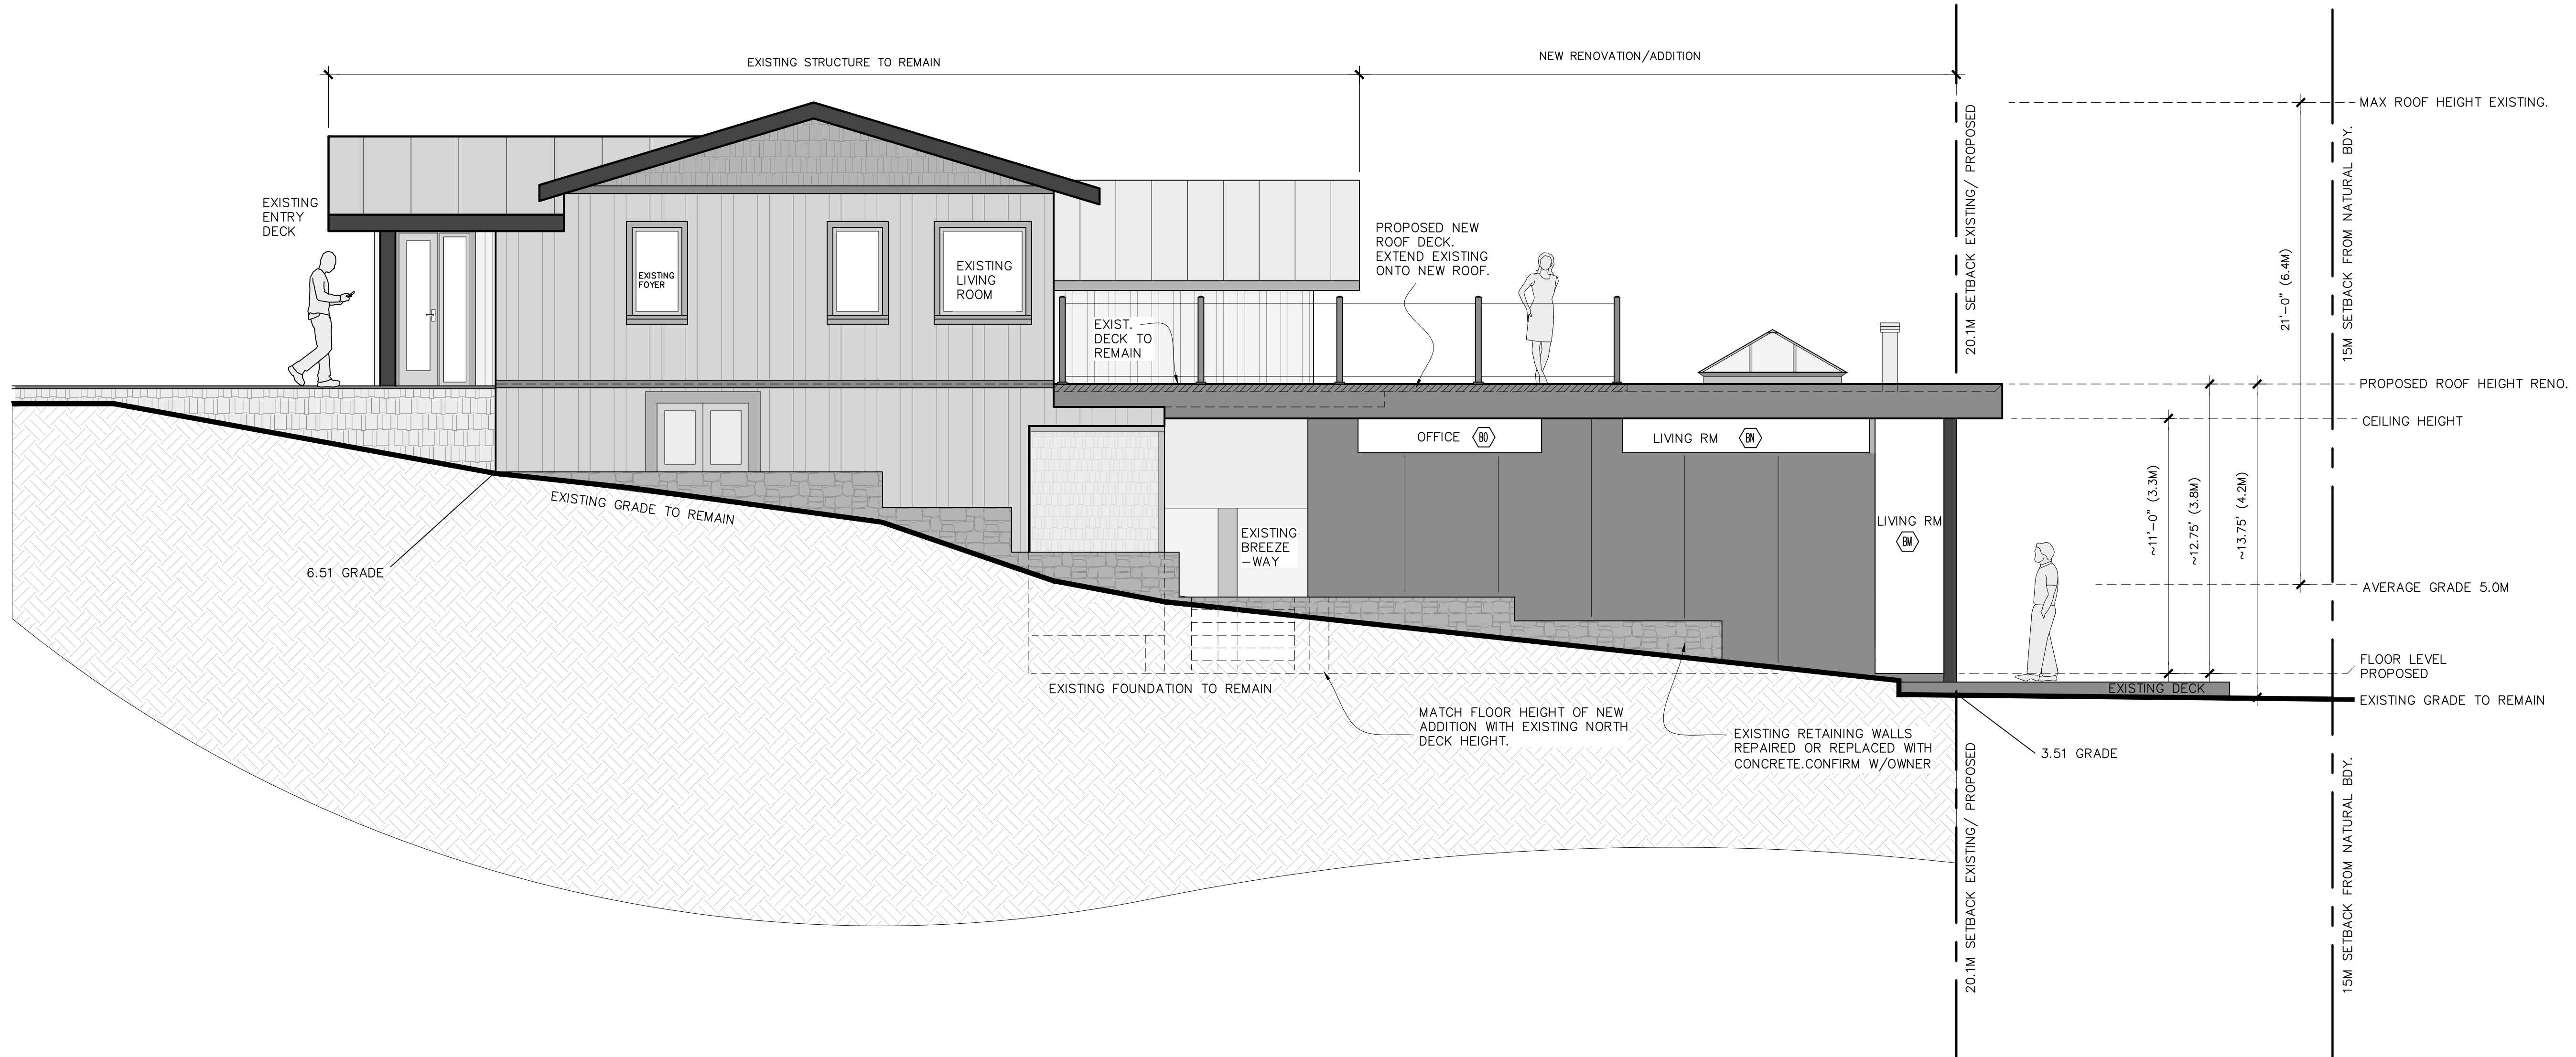 EXISTING STRUCTURE TO REMAIN
NEW RENOVATION/ADDITION
20.1M SETBACK EXISTING/ PROPOSED
15M SETBACK FROM NATURAL BDY.
MAX ROOF HEIGHT EXISTING.
21'-0" (6.4M)
EXISTING
ENTRY
DECK
EXISTING
FOYER
EXISTING
LIVING
ROOM
PROPOSED NEW
ROOF DECK.
EXTEND EXISTING
ONTO NEW ROOF.
EXIST.
DECK TO
REMAIN
PROPOSED ROOF HEIGHT RENO.
CEILING HEIGHT
OFFICE BO
LIVING RM BN
LIVING RM
BM
~11'-0" (3.3M)
~12.75' (3.8M)
~13.75' (4.2M)
EXISTING GRADE TO REMAIN
EXISTING
BREEZE
-WAY
6.51 GRADE
AVERAGE GRADE 5.0M
FLOOR LEVEL
PROPOSED
EXISTING DECK
EXISTING GRADE TO REMAIN
EXISTING FOUNDATION TO REMAIN
MATCH FLOOR HEIGHT OF NEW
ADDITION WITH EXISTING NORTH
DECK HEIGHT.
EXISTING RETAINING WALLS
REPAIRED OR REPLACED WITH
CONCRETE.CONFIRM W/OWNER
3.51 GRADE
20.1M SETBACK EXISTING/ PROPOSED
15M SETBACK FROM NATURAL BDY.